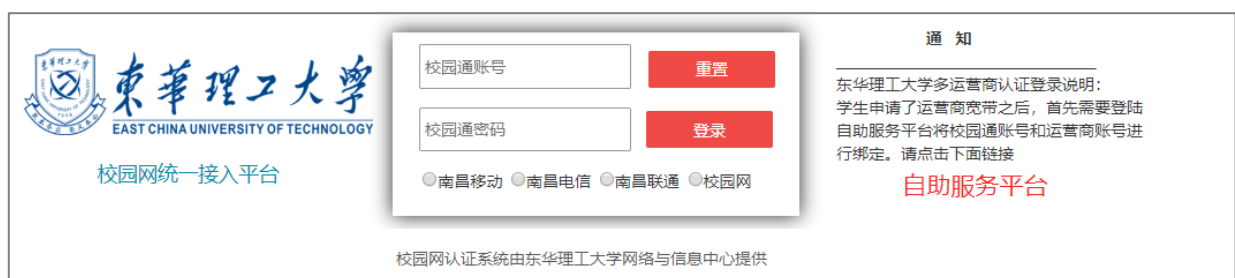 東華理工大學
EAST CHINA UNIVERSITY OF TECHNOLOGY
校园网统一接入平台
校园通账号
重置
校园通密码
登录
南昌移动 南昌电信 南昌联通 校园网
通 知
东华理工大学多运营商认证登录说明：
学生申请了运营商宽带之后，首先需要登陆
自助服务平台将校园通账号和运营商账号进
行绑定。请点击下面链接
自助服务平台
校园网认证系统由东华理工大学网络与信息中心提供